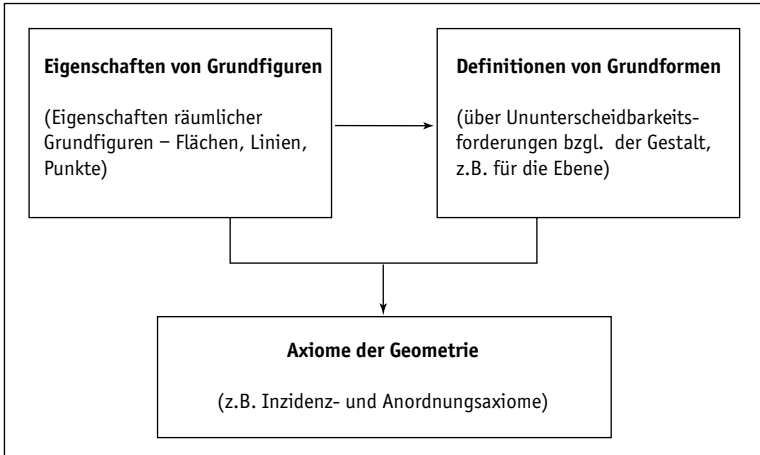 Eigenschaften von Grundfiguren
(Eigenschaften räumlicher
Grundfiguren – Flächen, Linien,
Punkte)
Definitionen von Grundformen
(über Ununterscheidbarkeits-
forderungen bzgl. der Gestalt,
z.B. für die Ebene)
Axiome der Geometrie
(z.B. Inzidenz- und Anordnungsaxiome)